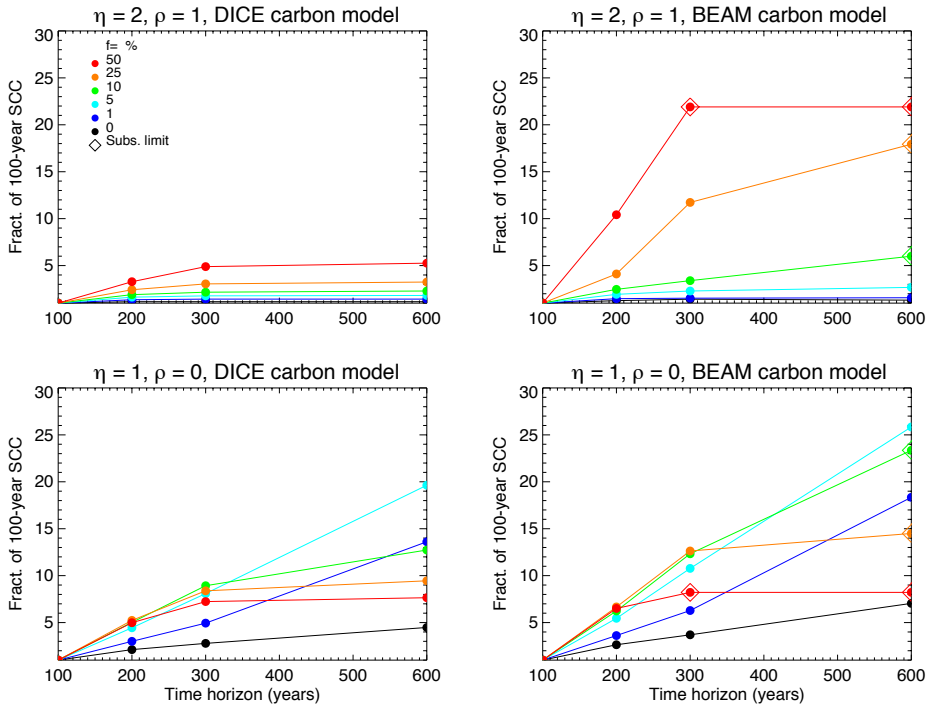 η = 2, ρ = 1, DICE carbon model
30
25
20
15
10
5
Fract. of 100-year SCC
f= %
50
25
10
5
1
0
Subs. limit
100 200 300 400 500 600
η = 2, ρ = 1, BEAM carbon model
30
25
20
15
10
5
Fract. of 100-year SCC
100 200 300 400 500 600
η = 1, ρ = 0, DICE carbon model
30
25
20
15
10
5
Fract. of 100-year SCC
100 200 300 400 500 600
Time horizon (years)
η = 1, ρ = 0, BEAM carbon model
30
25
20
15
10
5
Fract. of 100-year SCC
100 200 300 400 500 600
Time horizon (years)